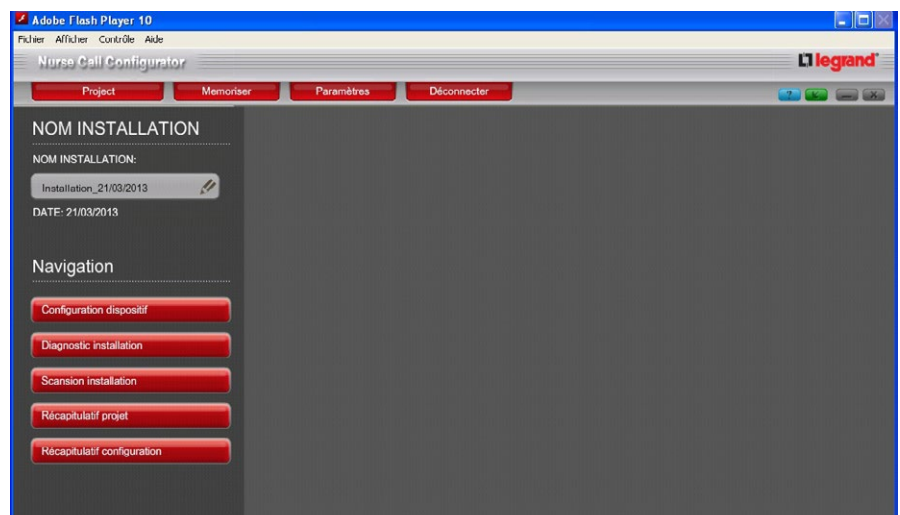 Adobe Flash Player 10
Fichier Afficher Contrôle Aide
Nurse Call Configurator
legrand
Project Memoriser Paramètres Déconnecter
NOM INSTALLATION
NOM INSTALLATION:
Installation_21/03/2013
DATE: 21/03/2013
Navigation
Configuration dispositif
Diagnostic installation
Scansion installation
Récapitulatif projet
Récapitulatif configuration